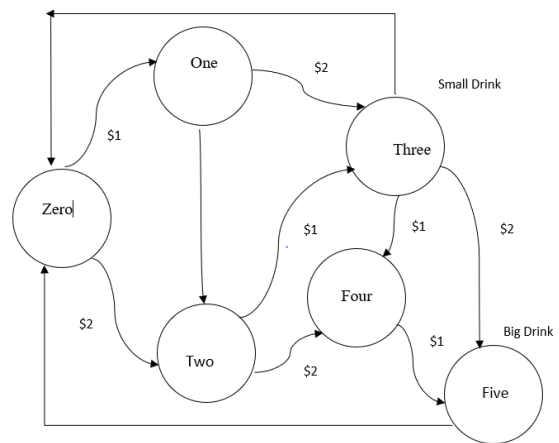 One
$2
Small Drink
$1
Three
Zero
$1
$1
$2
Four
$2
Big Drink
$1
Two
$2
Five